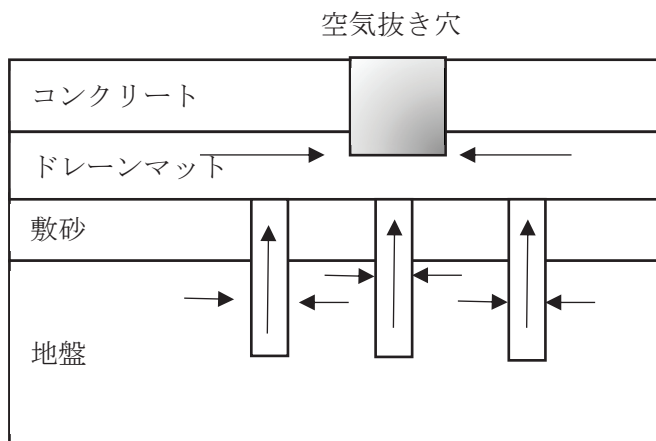 空気抜き穴
コンクリート
ドレーンマット
敷砂
地盤